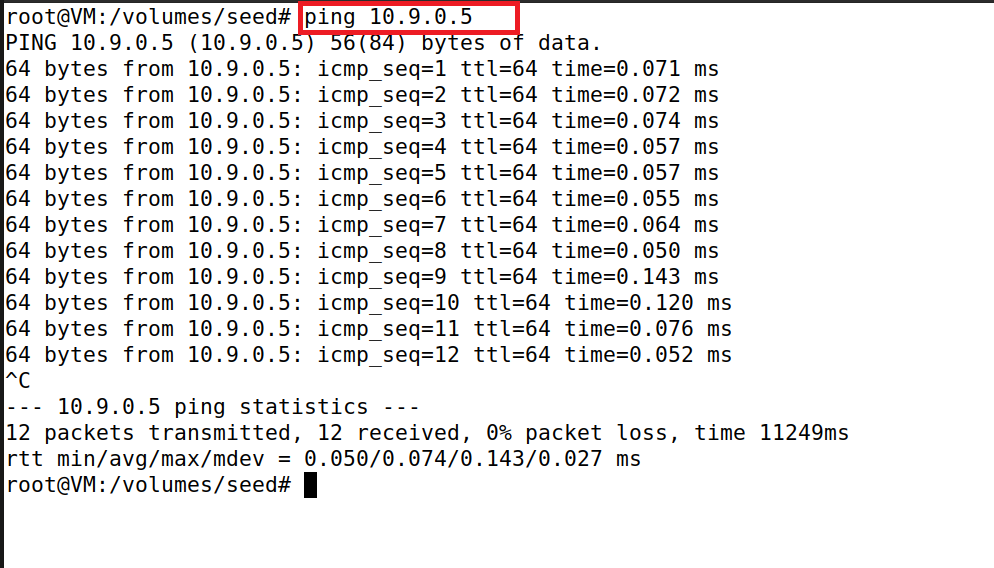 root@VM:/volumes/seed# ping 10.9.0.5
PING 10.9.0.5 (10.9.0.5) 56(84) bytes of data.
64 bytes from 10.9.0.5: icmp_seq=1 ttl=64 time=0.071 ms
64 bytes from 10.9.0.5: icmp_seq=2 ttl=64 time=0.072 ms
64 bytes from 10.9.0.5: icmp_seq=3 ttl=64 time=0.074 ms
64 bytes from 10.9.0.5: icmp_seq=4 ttl=64 time=0.057 ms
64 bytes from 10.9.0.5: icmp_seq=5 ttl=64 time=0.057 ms
64 bytes from 10.9.0.5: icmp_seq=6 ttl=64 time=0.055 ms
64 bytes from 10.9.0.5: icmp_seq=7 ttl=64 time=0.064 ms
64 bytes from 10.9.0.5: icmp_seq=8 ttl=64 time=0.050 ms
64 bytes from 10.9.0.5: icmp_seq=9 ttl=64 time=0.143 ms
64 bytes from 10.9.0.5: icmp_seq=10 ttl=64 time=0.120 ms
64 bytes from 10.9.0.5: icmp_seq=11 ttl=64 time=0.076 ms
64 bytes from 10.9.0.5: icmp_seq=12 ttl=64 time=0.052 ms
^C
--- 10.9.0.5 ping statistics ---
12 packets transmitted, 12 received, 0% packet loss, time 11249ms
rtt min/avg/max/mdev = 0.050/0.074/0.143/0.027 ms
root@VM:/volumes/seed#